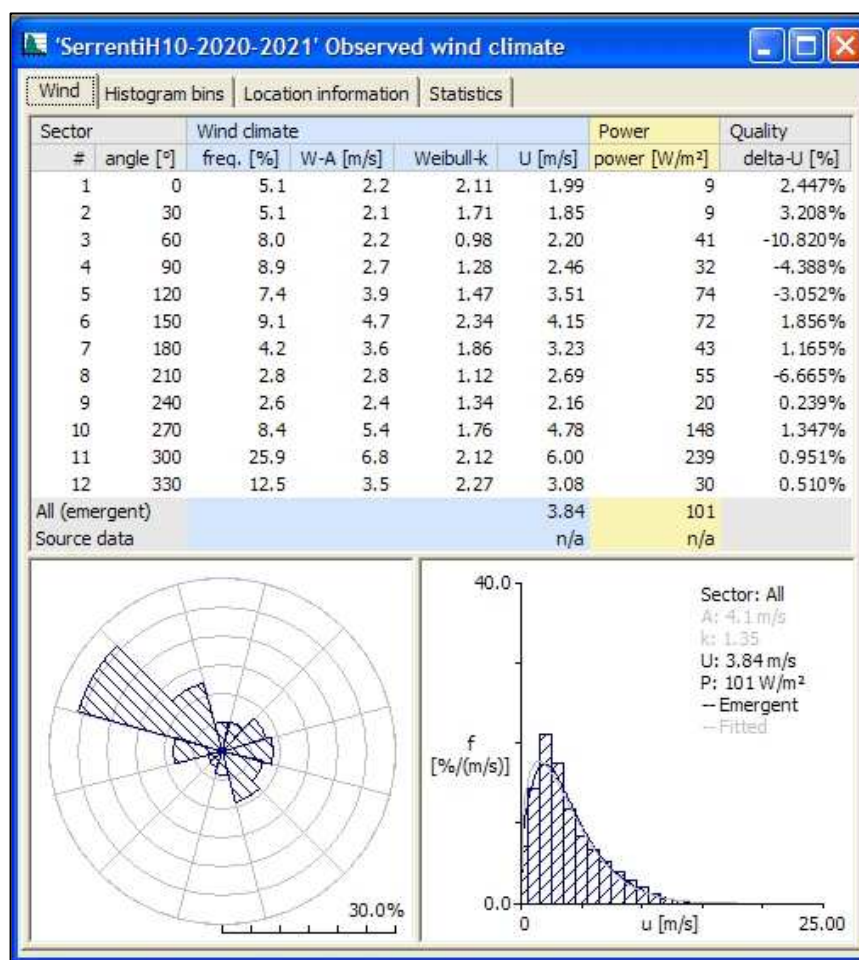 'SerrentiH10-2020-2021' Observed wind climate
Wind Histogram bins Location information Statistics
Sector Wind climate Power Quality
# angle [°] freq. [%] W-A [m/s] Weibull-k U [m/s] power [W/m²] delta-U [%]
1 0 5.1 2.2 2.11 1.99 9 2.447%
2 30 5.1 2.1 1.71 1.85 9 3.208%
3 60 8.0 2.2 0.98 2.20 41 -10.820%
4 90 8.9 2.7 1.28 2.46 32 -4.388%
5 120 7.4 3.9 1.47 3.51 74 -3.052%
6 150 9.1 4.7 2.34 4.15 72 1.856%
7 180 4.2 3.6 1.86 3.23 43 1.165%
8 210 2.8 2.8 1.12 2.69 55 -6.665%
9 240 2.6 2.4 1.34 2.16 20 0.239%
10 270 8.4 5.4 1.76 4.78 148 1.347%
11 300 25.9 6.8 2.12 6.00 239 0.951%
12 330 12.5 3.5 2.27 3.08 30 0.510%
All (emergent) 3.84 101
Source data n/a n/a
30.0%
40.0
Sector: All
A: 4.1 m/s
k: 1.35
U: 3.84 m/s
P: 101 W/m²
-- Emergent
-- Fitted
f
[%/(m/s)]
0.0
0 u [m/s] 25.00